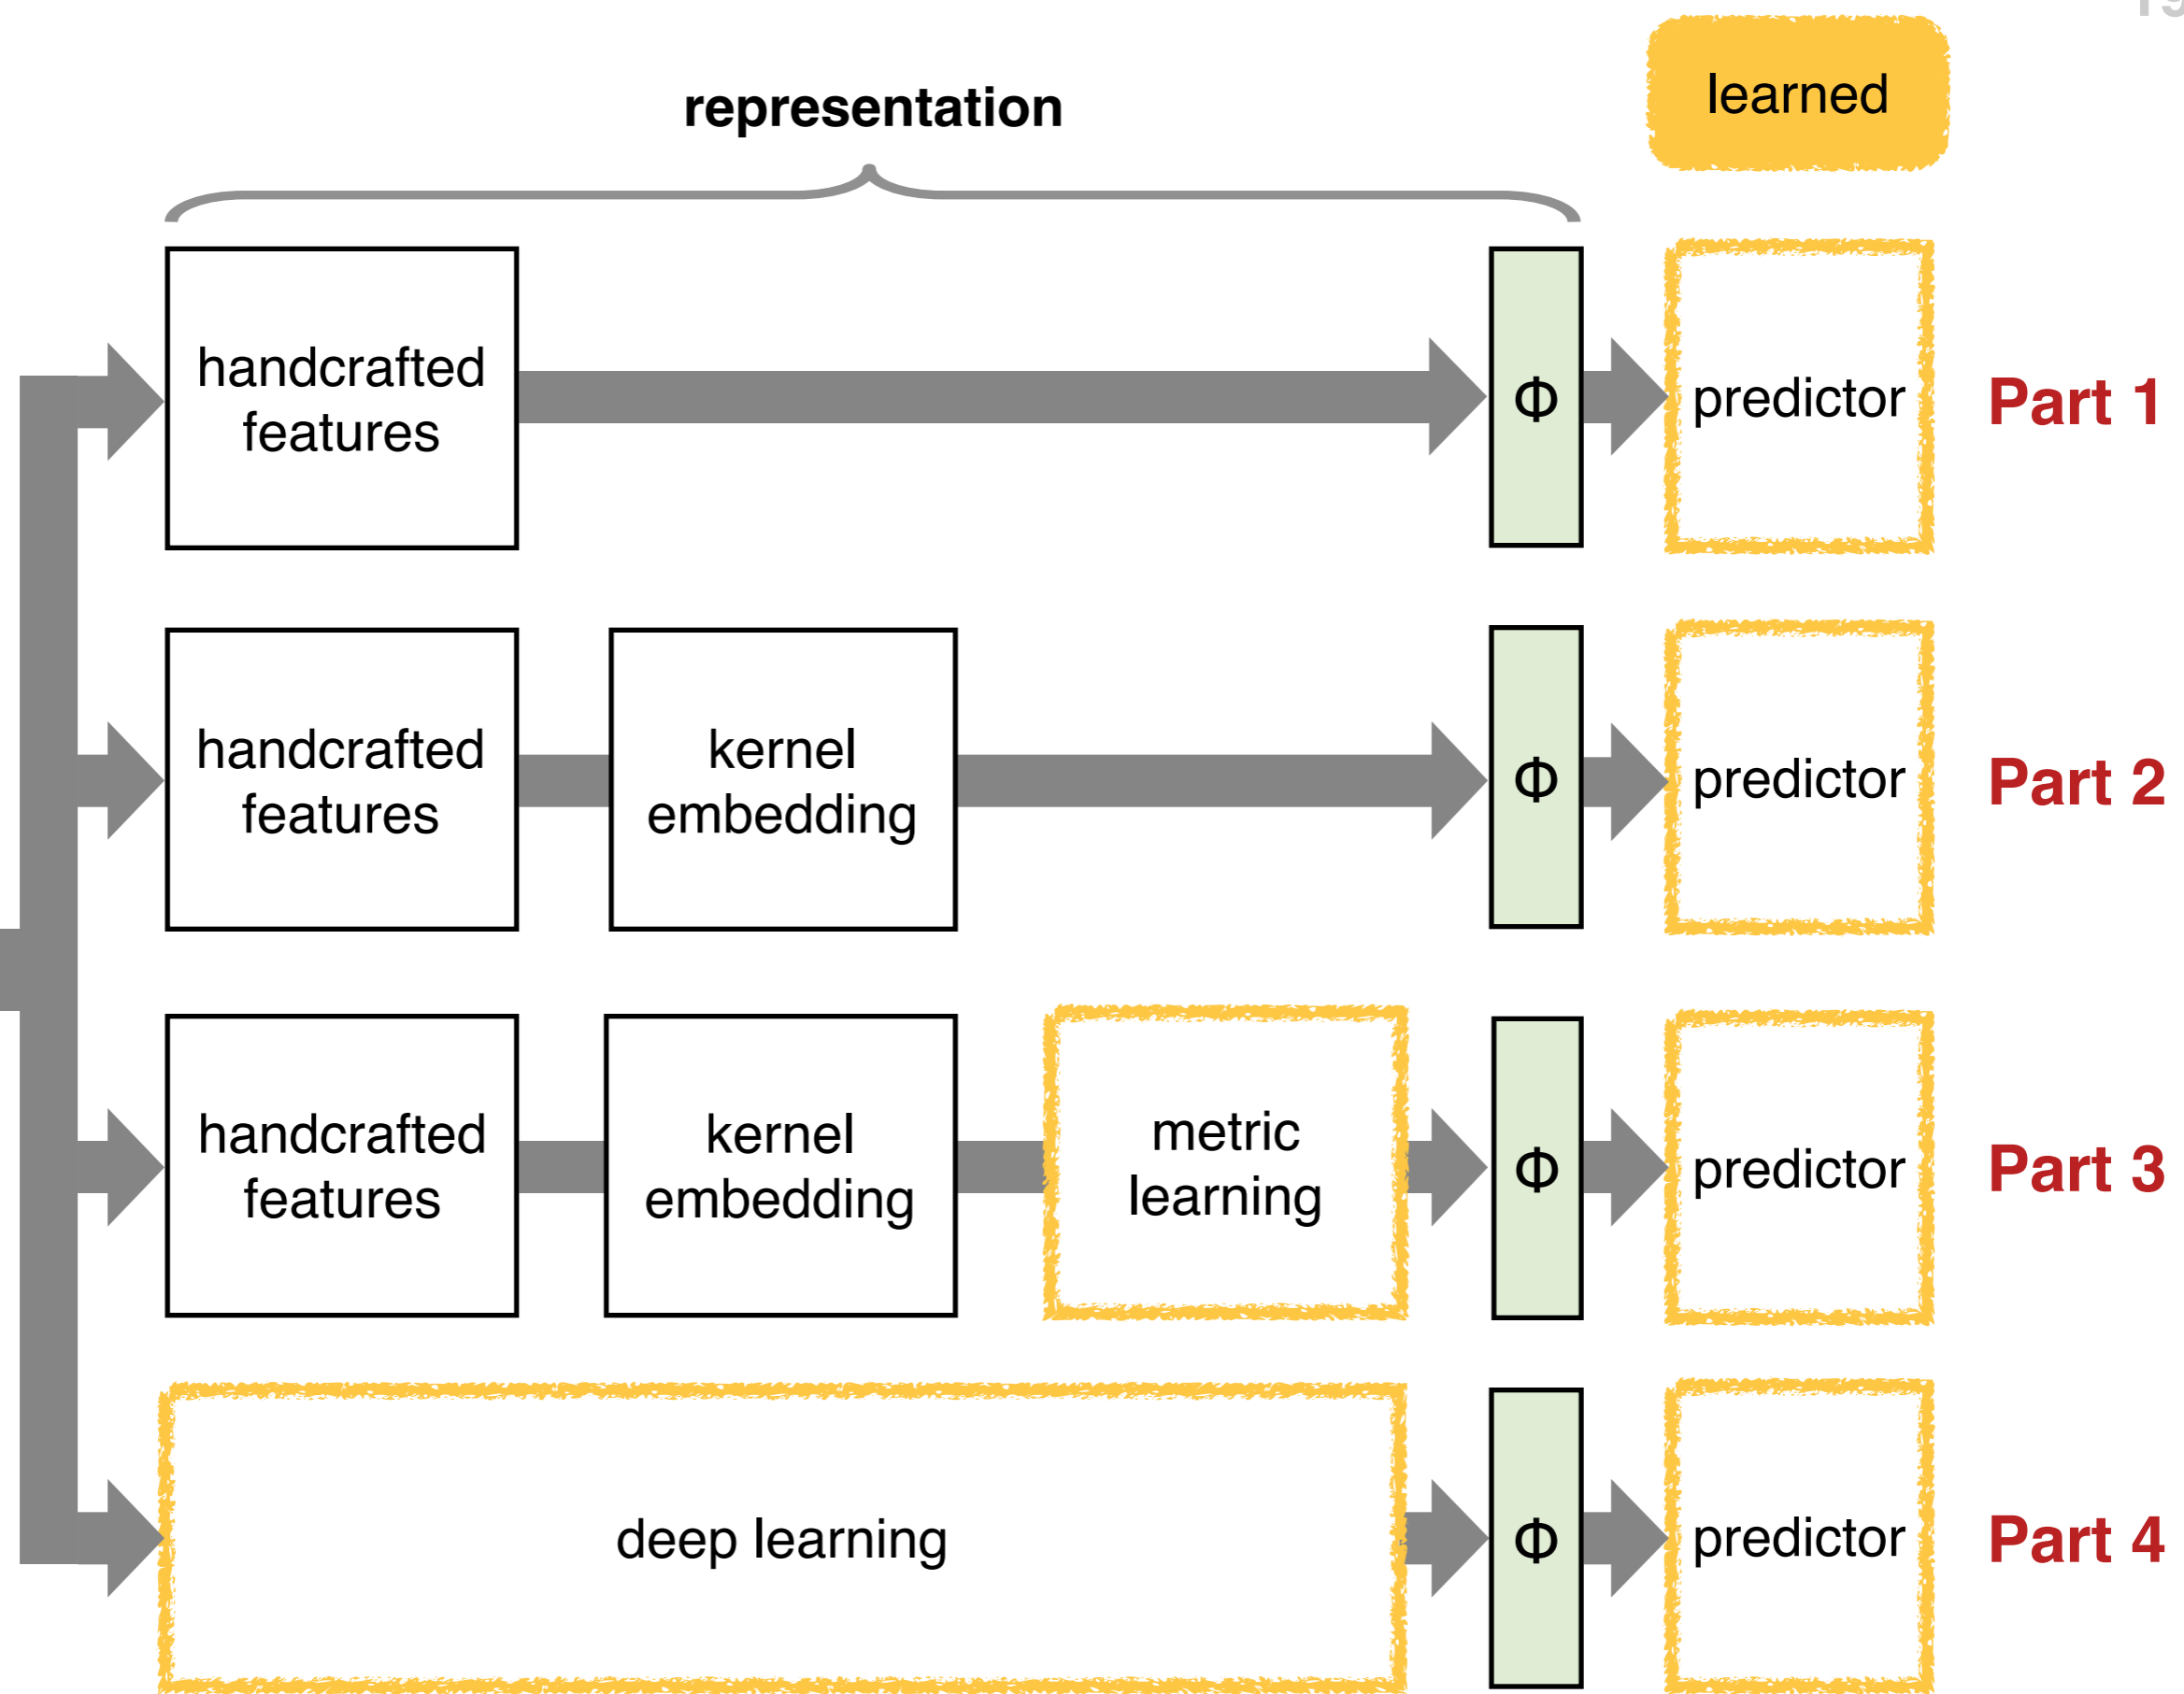 representation
learned
handcrafted
features
Φ
predictor
Part 1
handcrafted
features
kernel
embedding
Φ
predictor
Part 2
handcrafted
features
kernel
embedding
metric
learning
Φ
predictor
Part 3
deep learning
Φ
predictor
Part 4